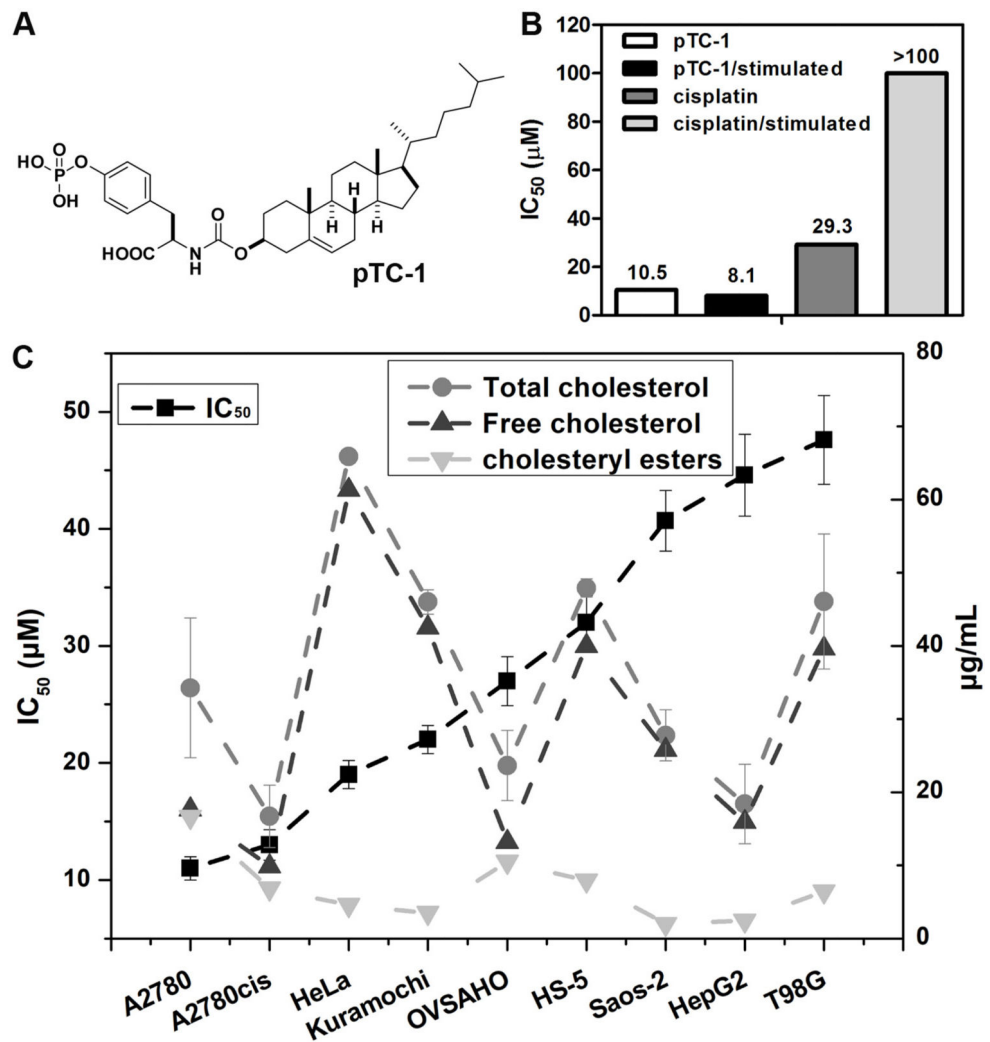 A
HO
O
P
O
OH
HOOC
N
H
O
O
H
H
H
pTC-1
B
IC50 (μM)
120
100
80
60
40
20
0
pTC-1
pTC-1/stimulated
cisplatin
cisplatin/stimulated
10.5
8.1
29.3
>100
C
IC50
Total cholesterol
Free cholesterol
cholesteryl esters
IC50 (μM)
50
40
30
20
10
80
60
40
20
0
μg/mL
A2780
A2780cis
HeLa
Kuramochi
OVSAHO
HS-5
Saos-2
HepG2
T98G